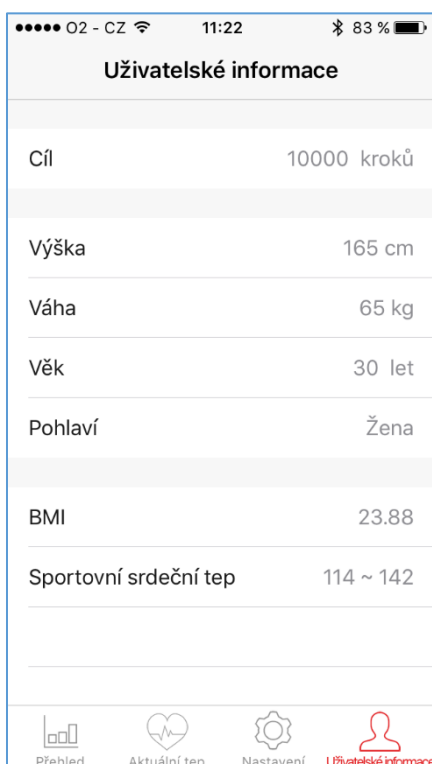 ●●●●● O2 - CZ 11:22 83 %
Uživatelské informace
Cíl 10000 kroků
Výška 165 cm
Váha 65 kg
Věk 30 let
Pohlaví Žena
BMI 23.88
Sportovní srdeční tep 114 ~ 142
Přehled Aktuální tep Nastavení Uživatelské informace